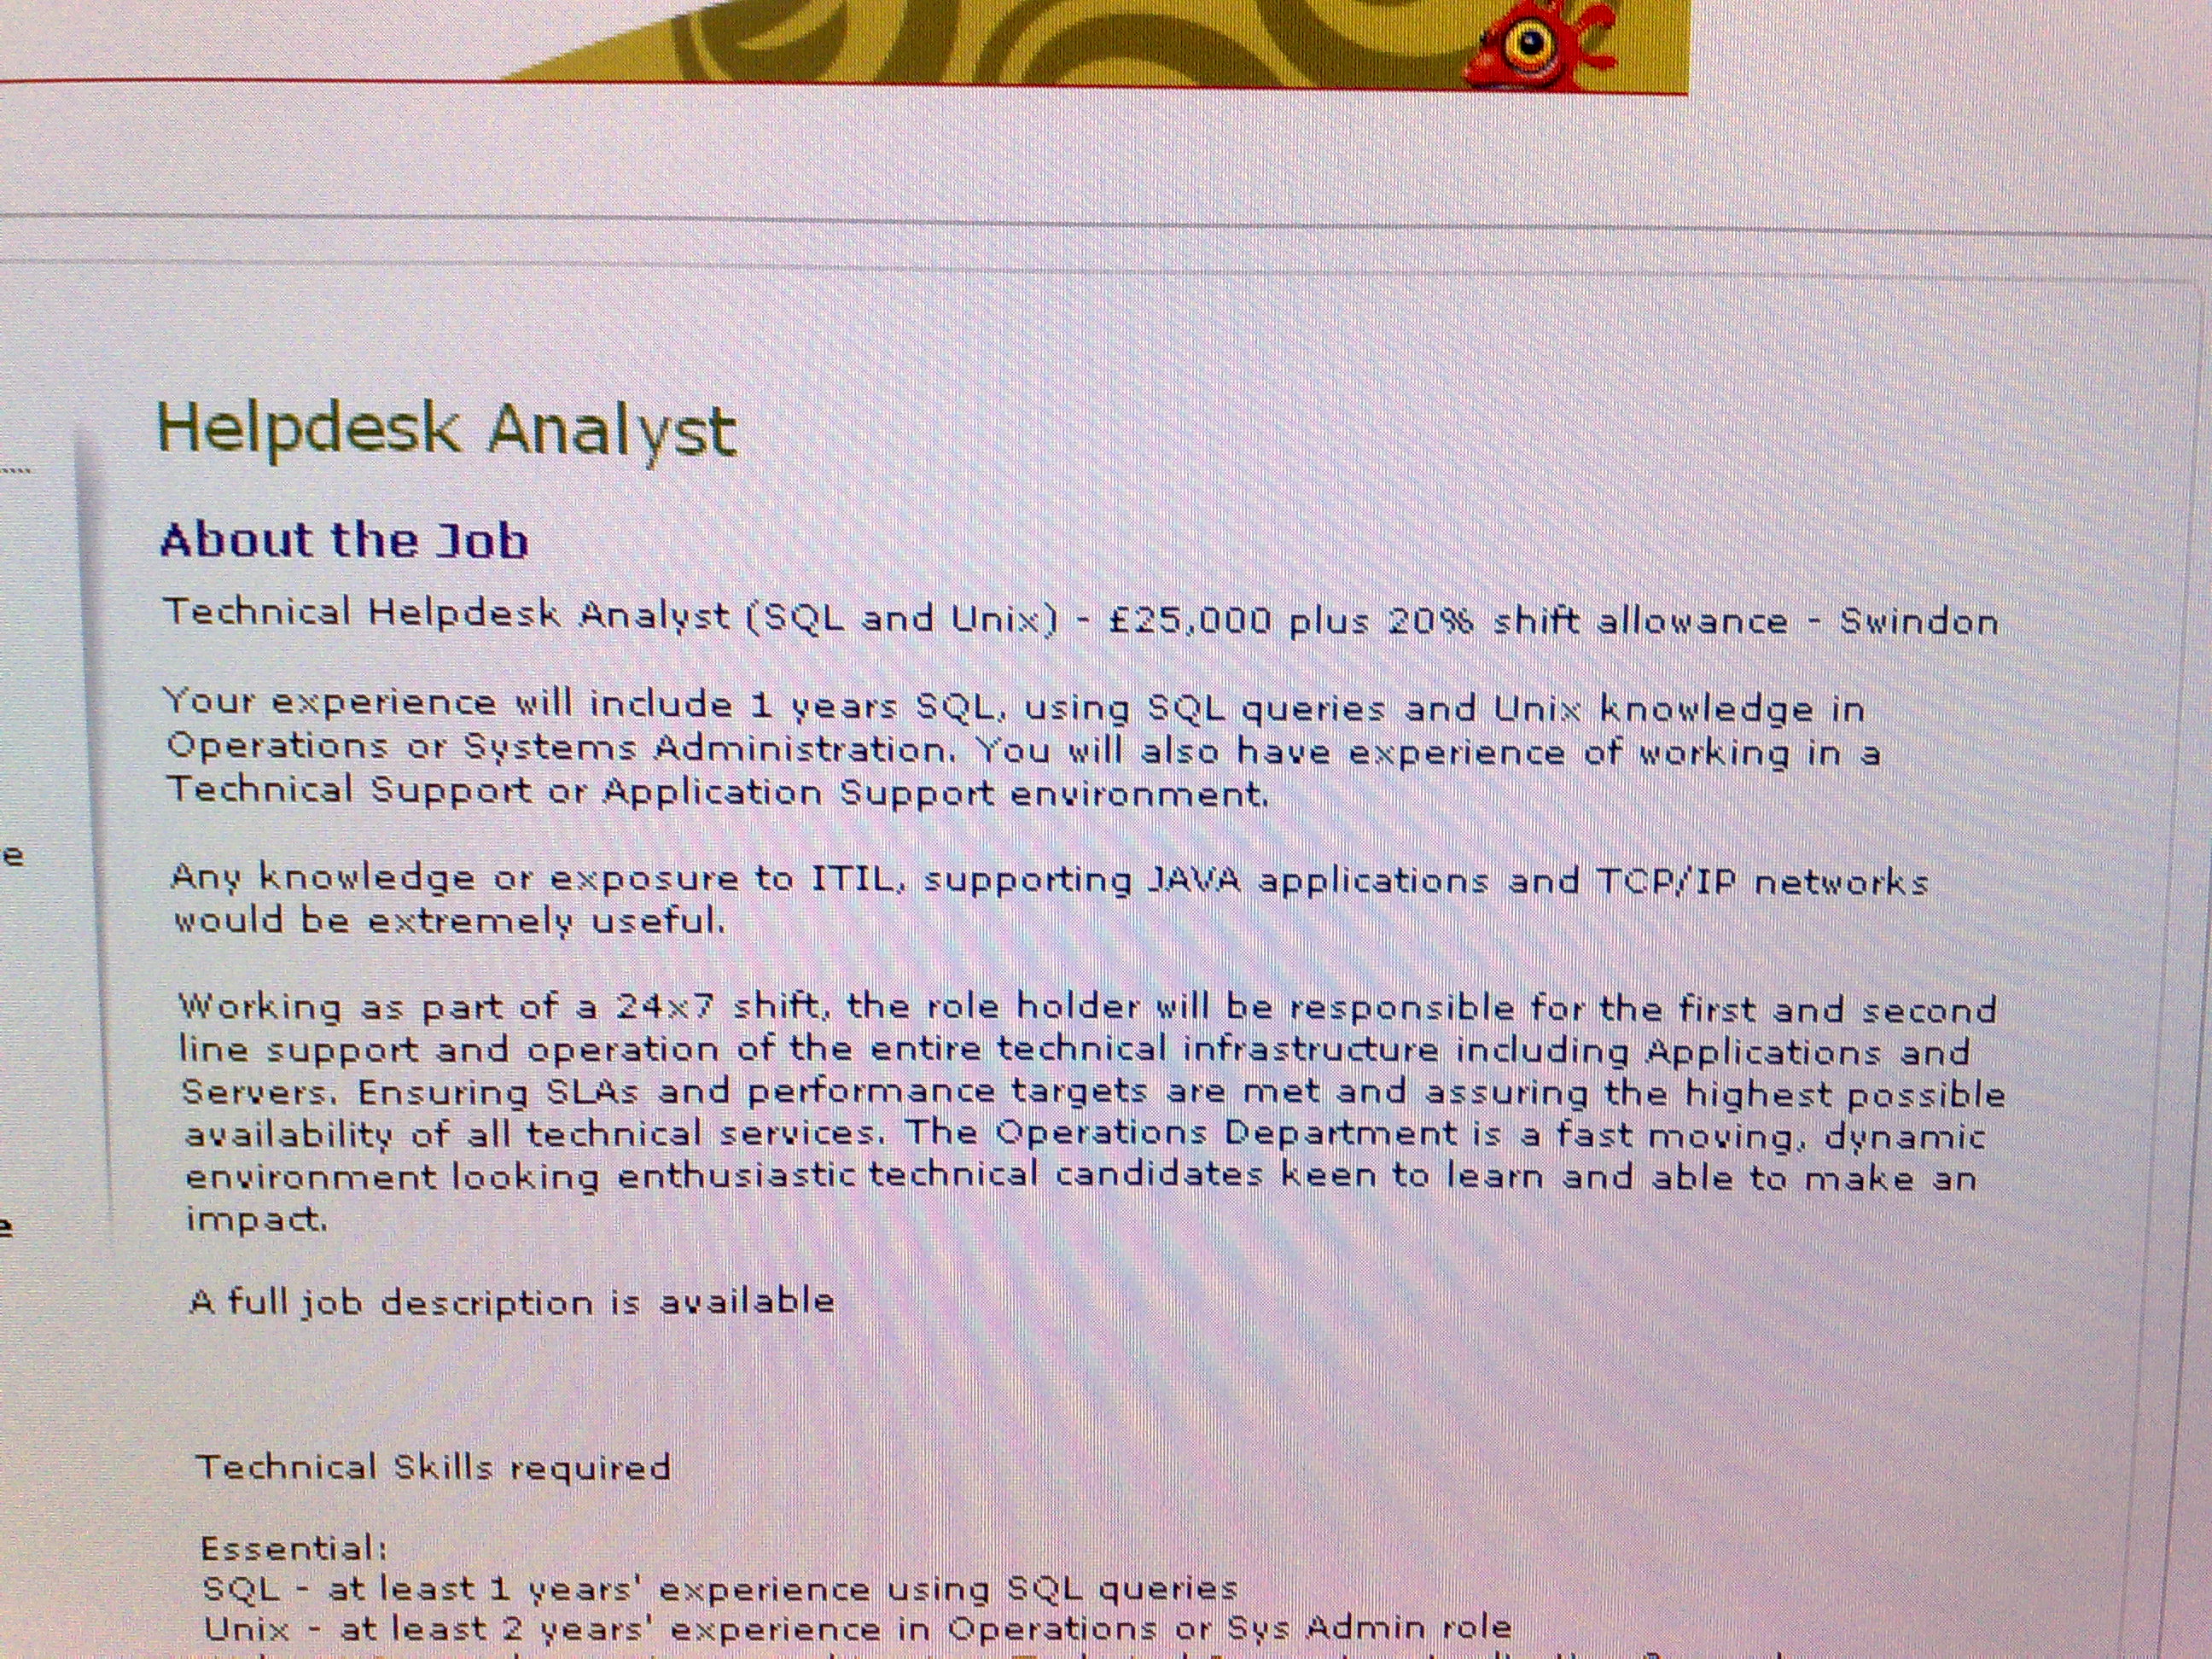 Helpdesk Analyst
About the Job
Technical Helpdesk Analyst (SQL and Unix) - £25,000 plus 20% shift allowance - Swindon
Your experience will include 1 years SQL, using SQL queries and Unix knowledge in
Operations or Systems Administration. You will also have experience of working in a
Technical Support or Application Support environment.
Any knowledge or exposure to ITIL, supporting JAVA applications and TCP/IP networks
would be extremely useful.
Working as part of a 24x7 shift, the role holder will be responsible for the first and second
line support and operation of the entire technical infrastructure including Applications and
Servers. Ensuring SLAs and performance targets are met and assuring the highest possible
availability of all technical services. The Operations Department is a fast moving, dynamic
environment looking enthusiastic technical candidates keen to learn and able to make an
impact.
A full job description is available
Technical Skills required
Essential:
SQL - at least 1 years' experience using SQL queries
Unix - at least 2 years' experience in Operations or Sys Admin role